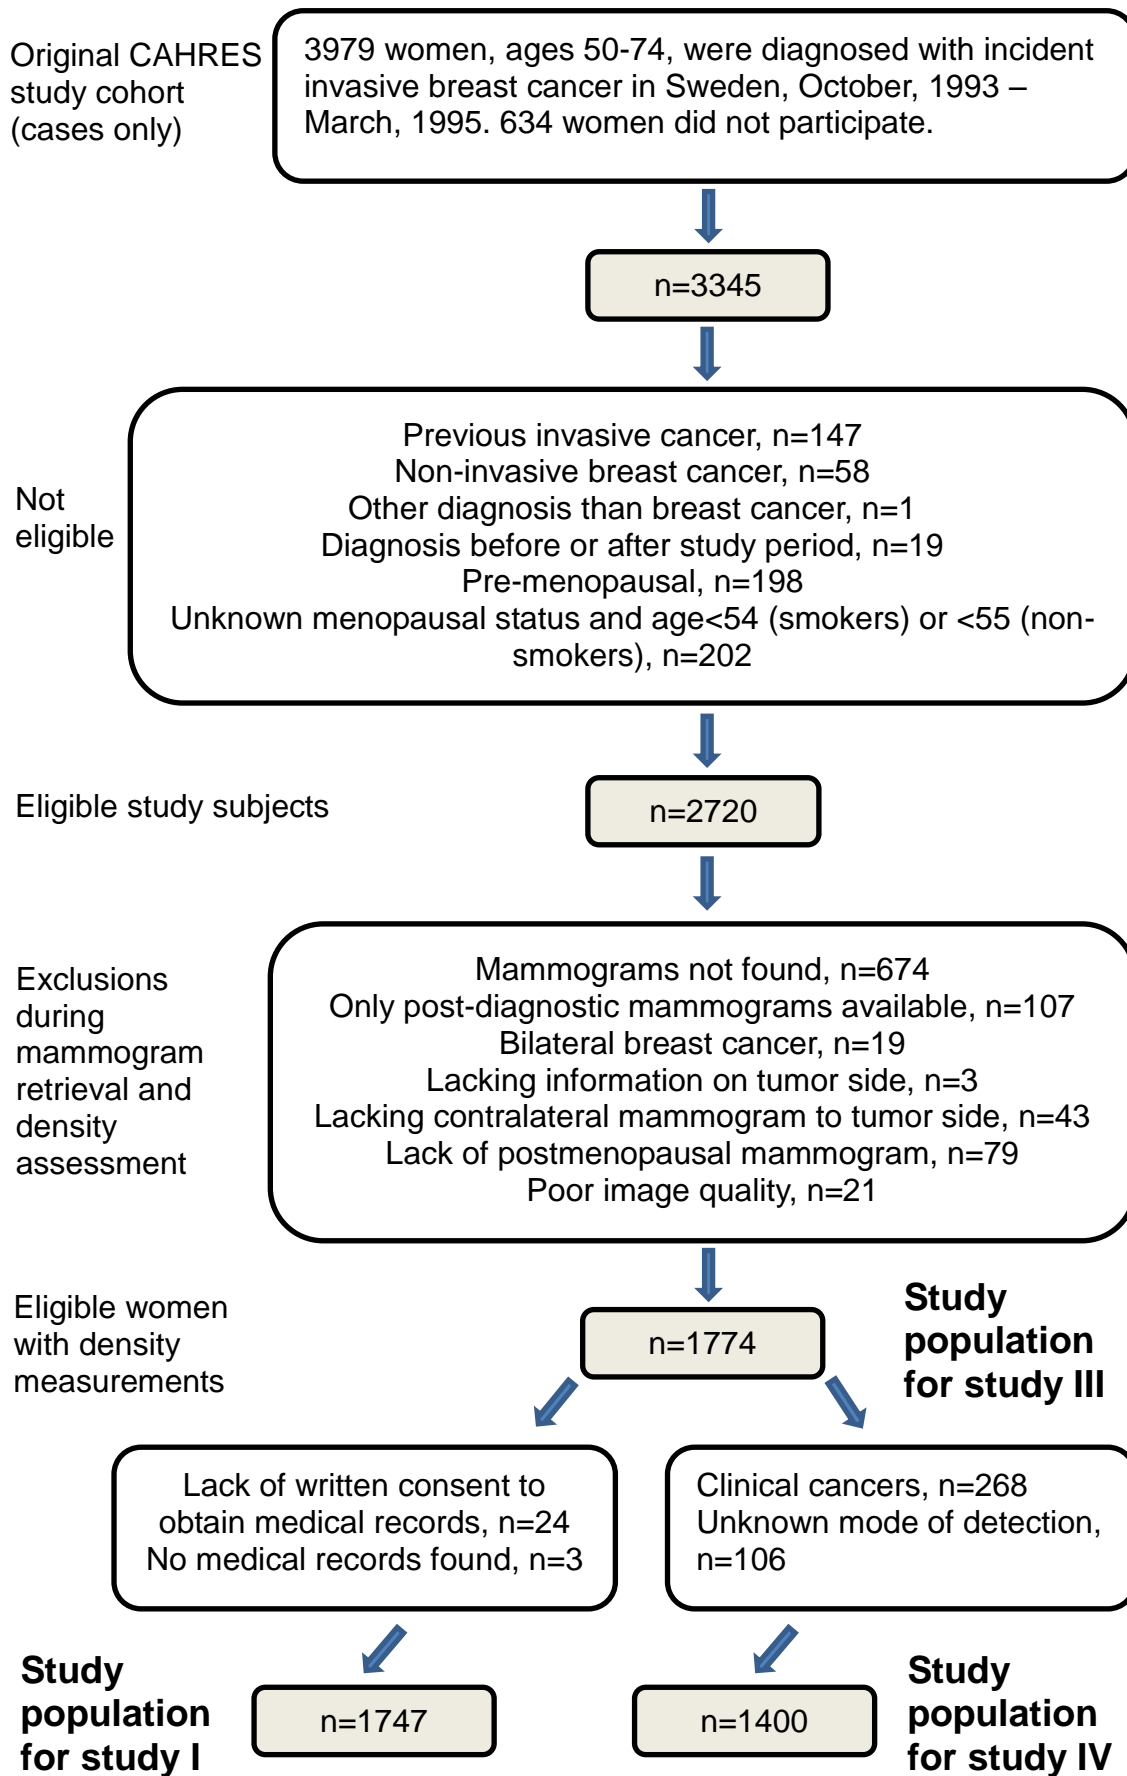 Original CAHRES
study cohort
(cases only)
3979 women, ages 50-74, were diagnosed with incident
invasive breast cancer in Sweden, October, 1993 –
March, 1995. 634 women did not participate.
n=3345
Not
eligible
Previous invasive cancer, n=147
Non-invasive breast cancer, n=58
Other diagnosis than breast cancer, n=1
Diagnosis before or after study period, n=19
Pre-menopausal, n=198
Unknown menopausal status and age<54 (smokers) or <55 (non-
smokers), n=202
Eligible study subjects
n=2720
Exclusions
during
mammogram
retrieval and
density
assessment
Mammograms not found, n=674
Only post-diagnostic mammograms available, n=107
Bilateral breast cancer, n=19
Lacking information on tumor side, n=3
Lacking contralateral mammogram to tumor side, n=43
Lack of postmenopausal mammogram, n=79
Poor image quality, n=21
Eligible women
with density
measurements
n=1774
Study
population
for study III
Lack of written consent to
obtain medical records, n=24
No medical records found, n=3
Clinical cancers, n=268
Unknown mode of detection,
n=106
Study
population
for study I
n=1747
n=1400
Study
population
for study IV